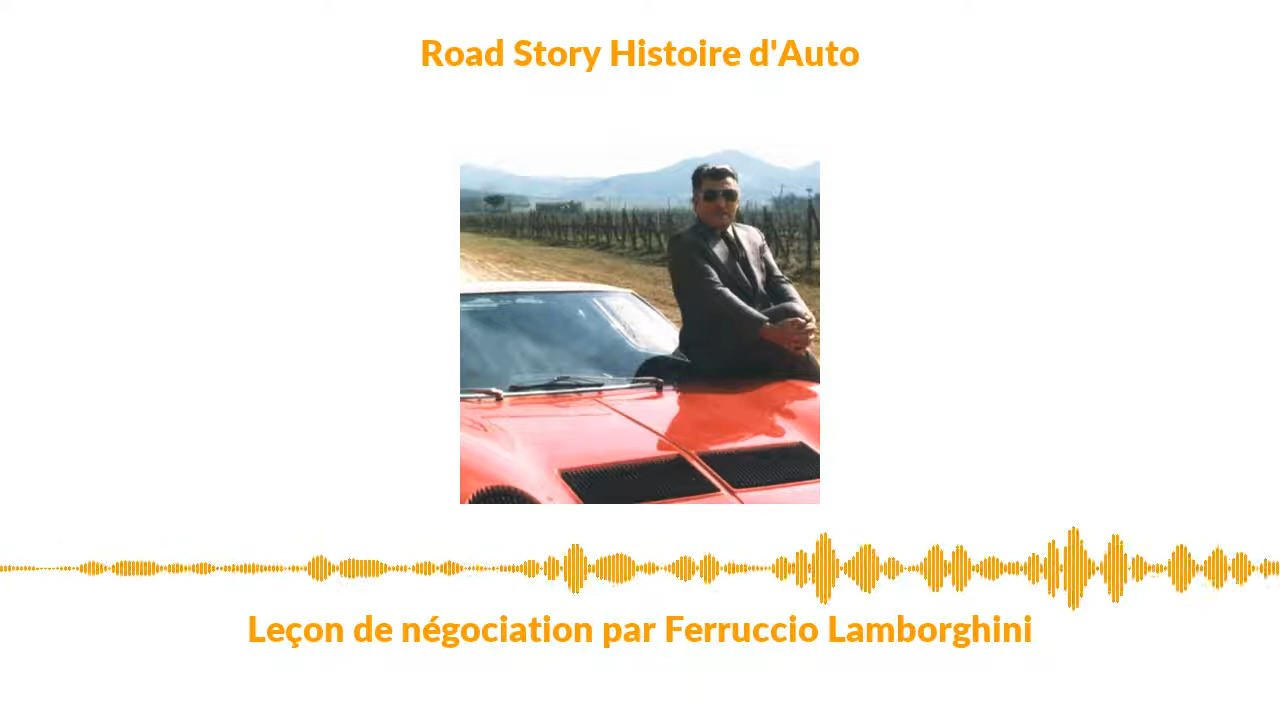 Road Story Histoire d'Auto
Leçon de négociation par Ferruccio Lamborghini